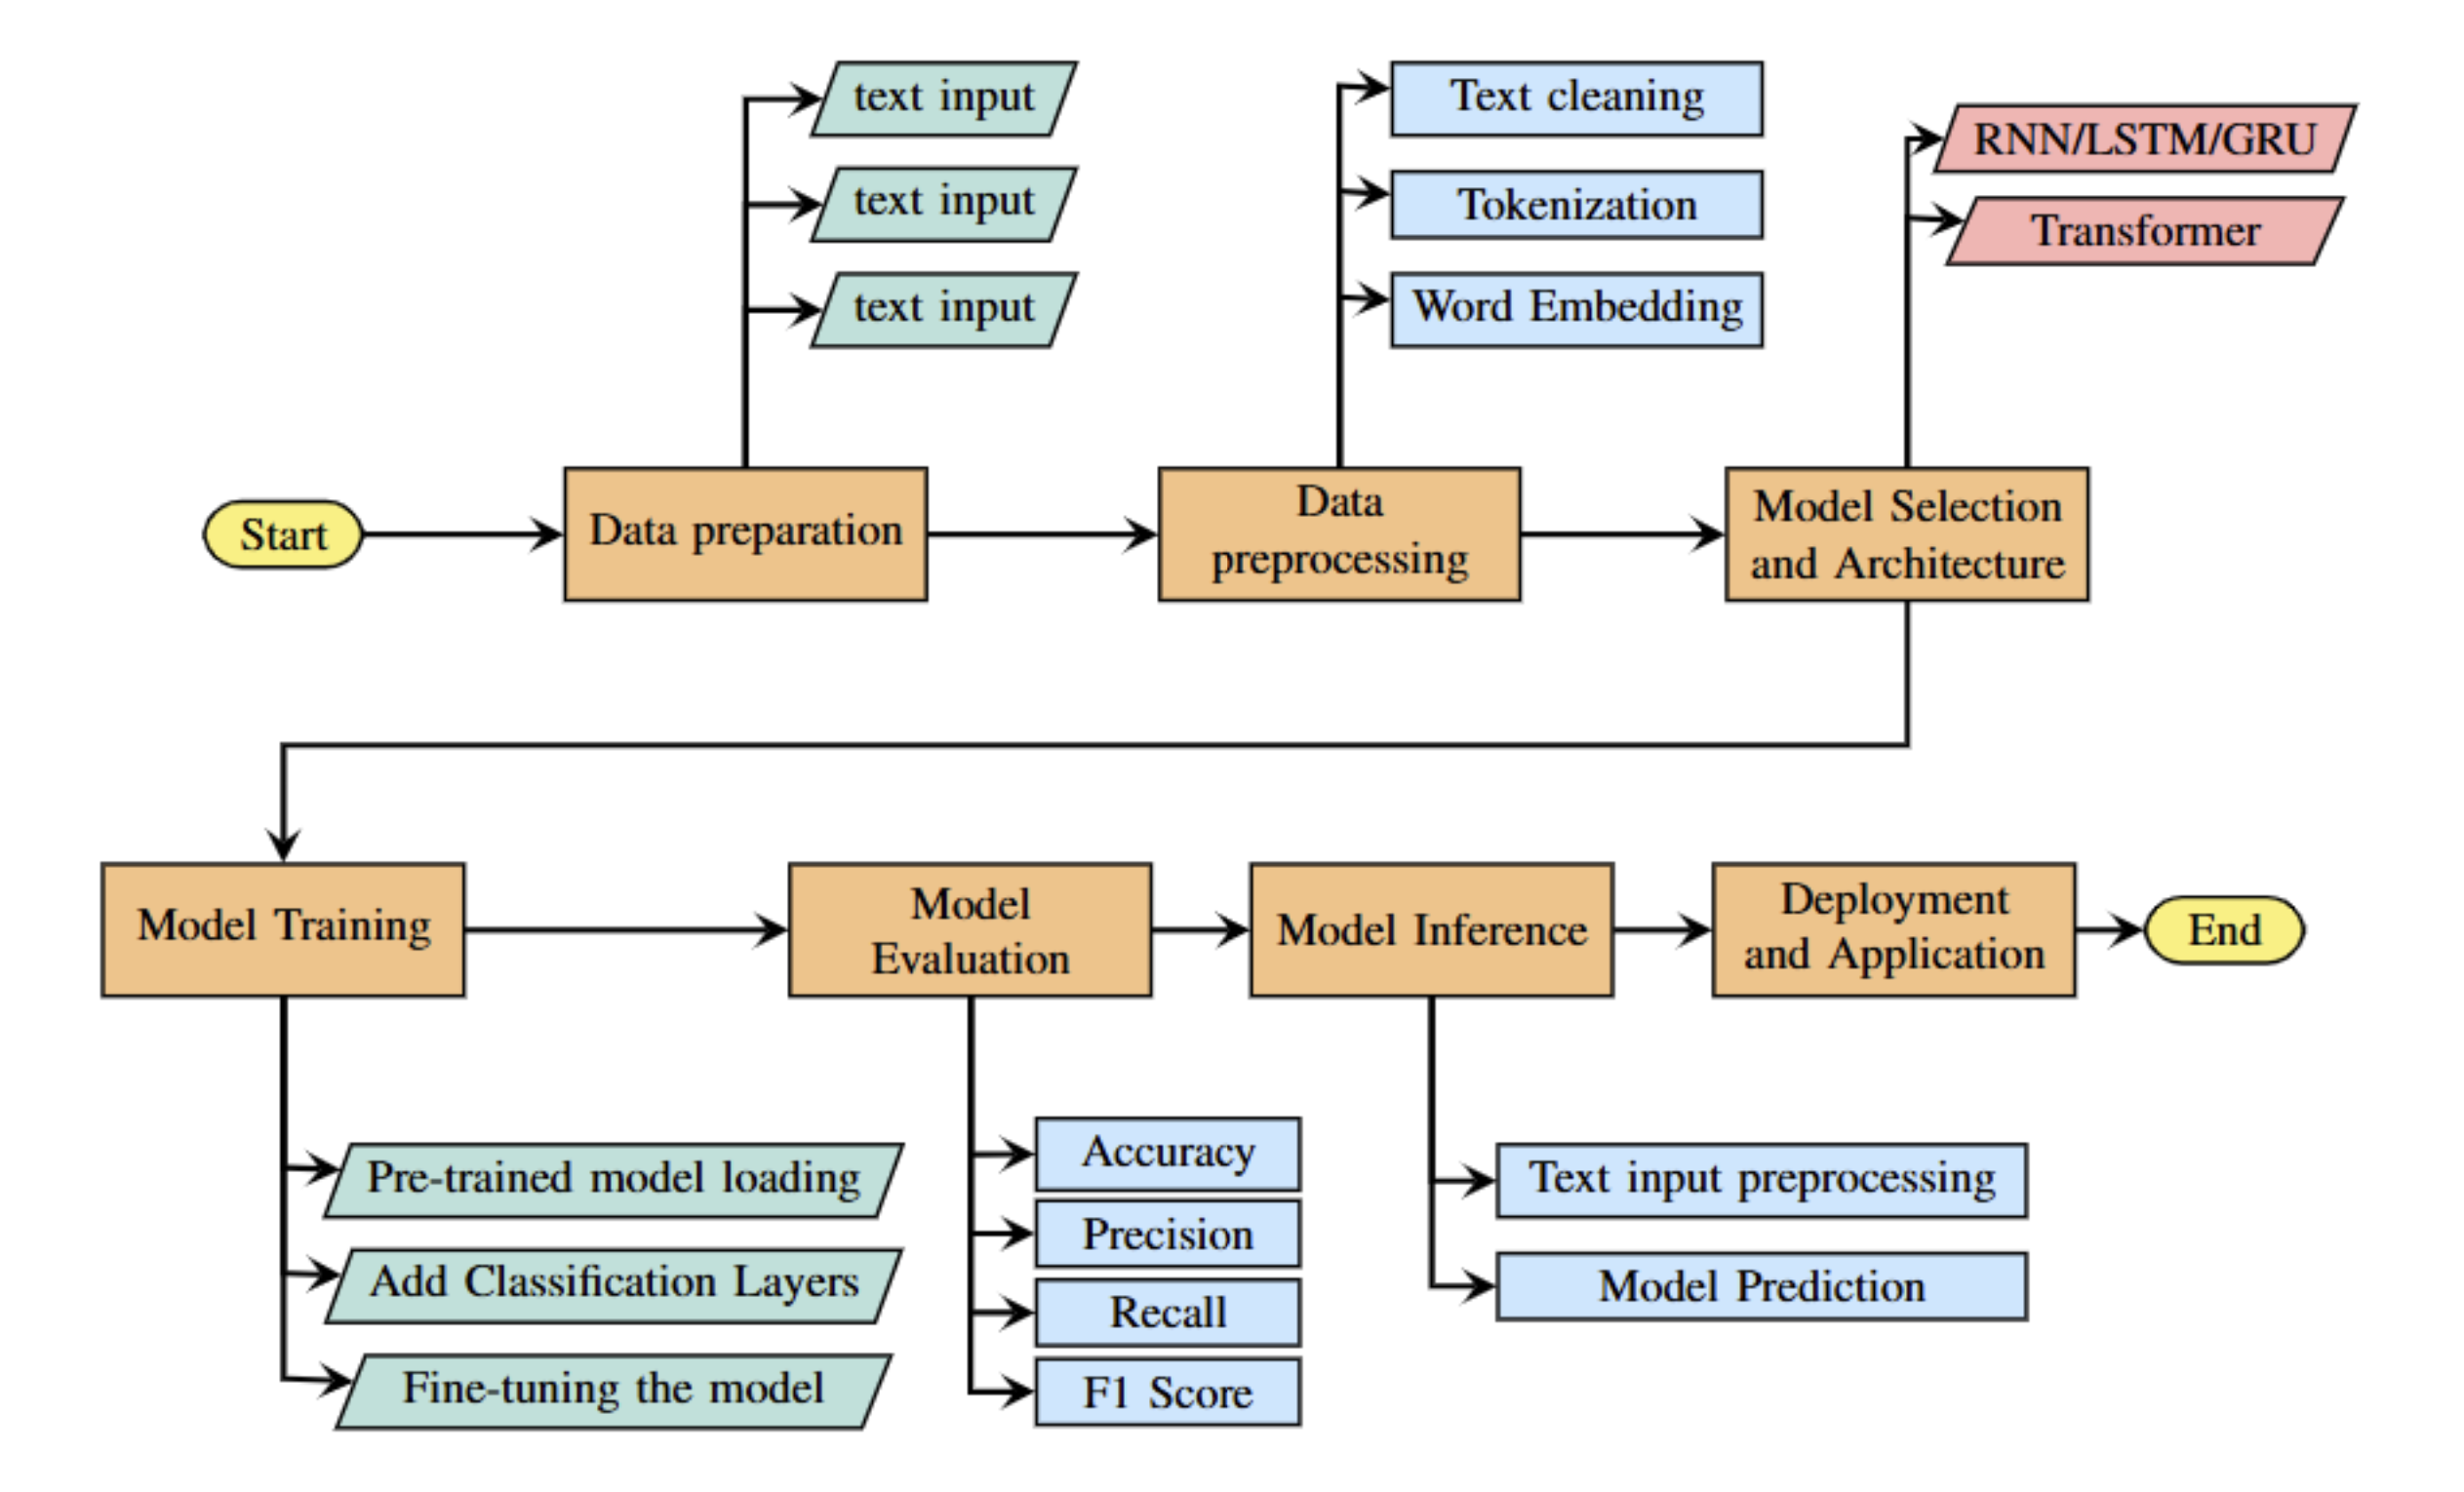 text input
text input
text input
Text cleaning
Tokenization
Word Embedding
RNN/LSTM/GRU
Transformer
Start
Data preparation
Data
preprocessing
Model Selection
and Architecture
Model Training
Model
Evaluation
Model Inference
Deployment
and Application
End
Pre-trained model loading
Add Classification Layers
Fine-tuning the model
Accuracy
Precision
Recall
F1 Score
Text input preprocessing
Model Prediction